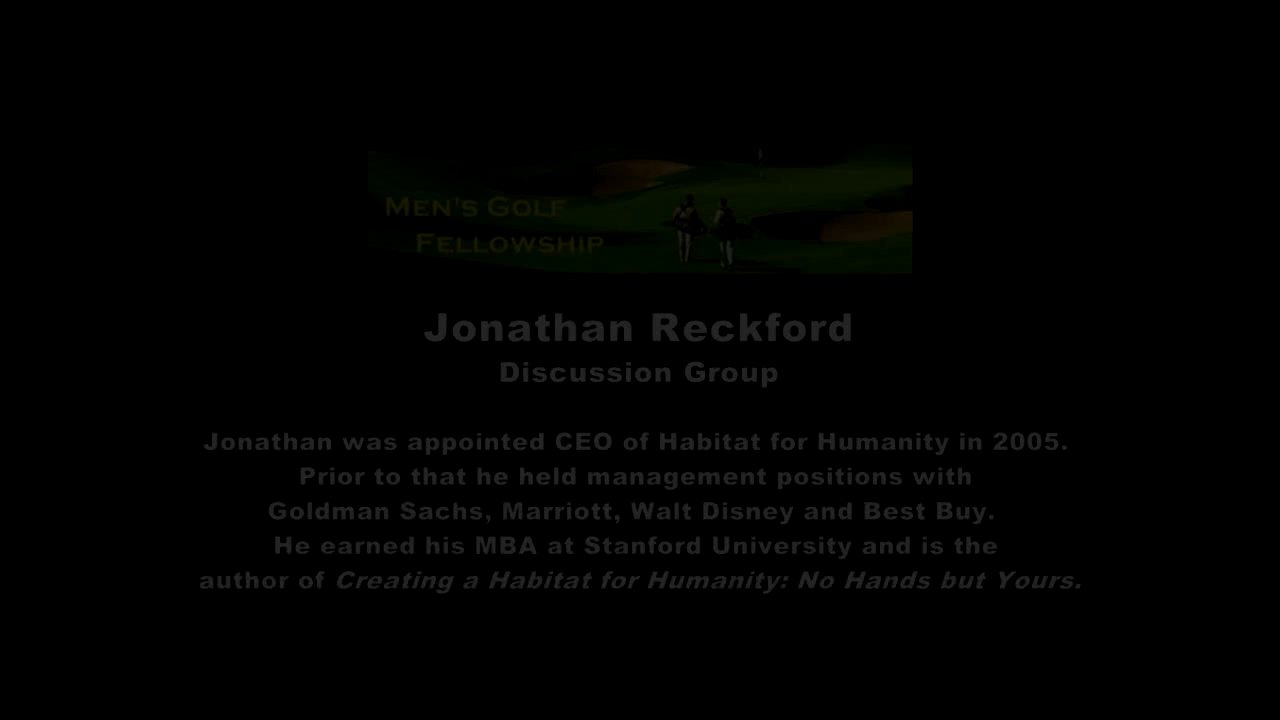 Men's Golf
Fellowship
Jonathan Reckford
Discussion Group
Jonathan was appointed CEO of Habitat for Humanity in 2005.
Prior to that he held management positions with
Goldman Sachs, Marriott, Walt Disney and Best Buy.
He earned his MBA at Stanford University and is the
author of Creating a Habitat for Humanity: No Hands but Yours.